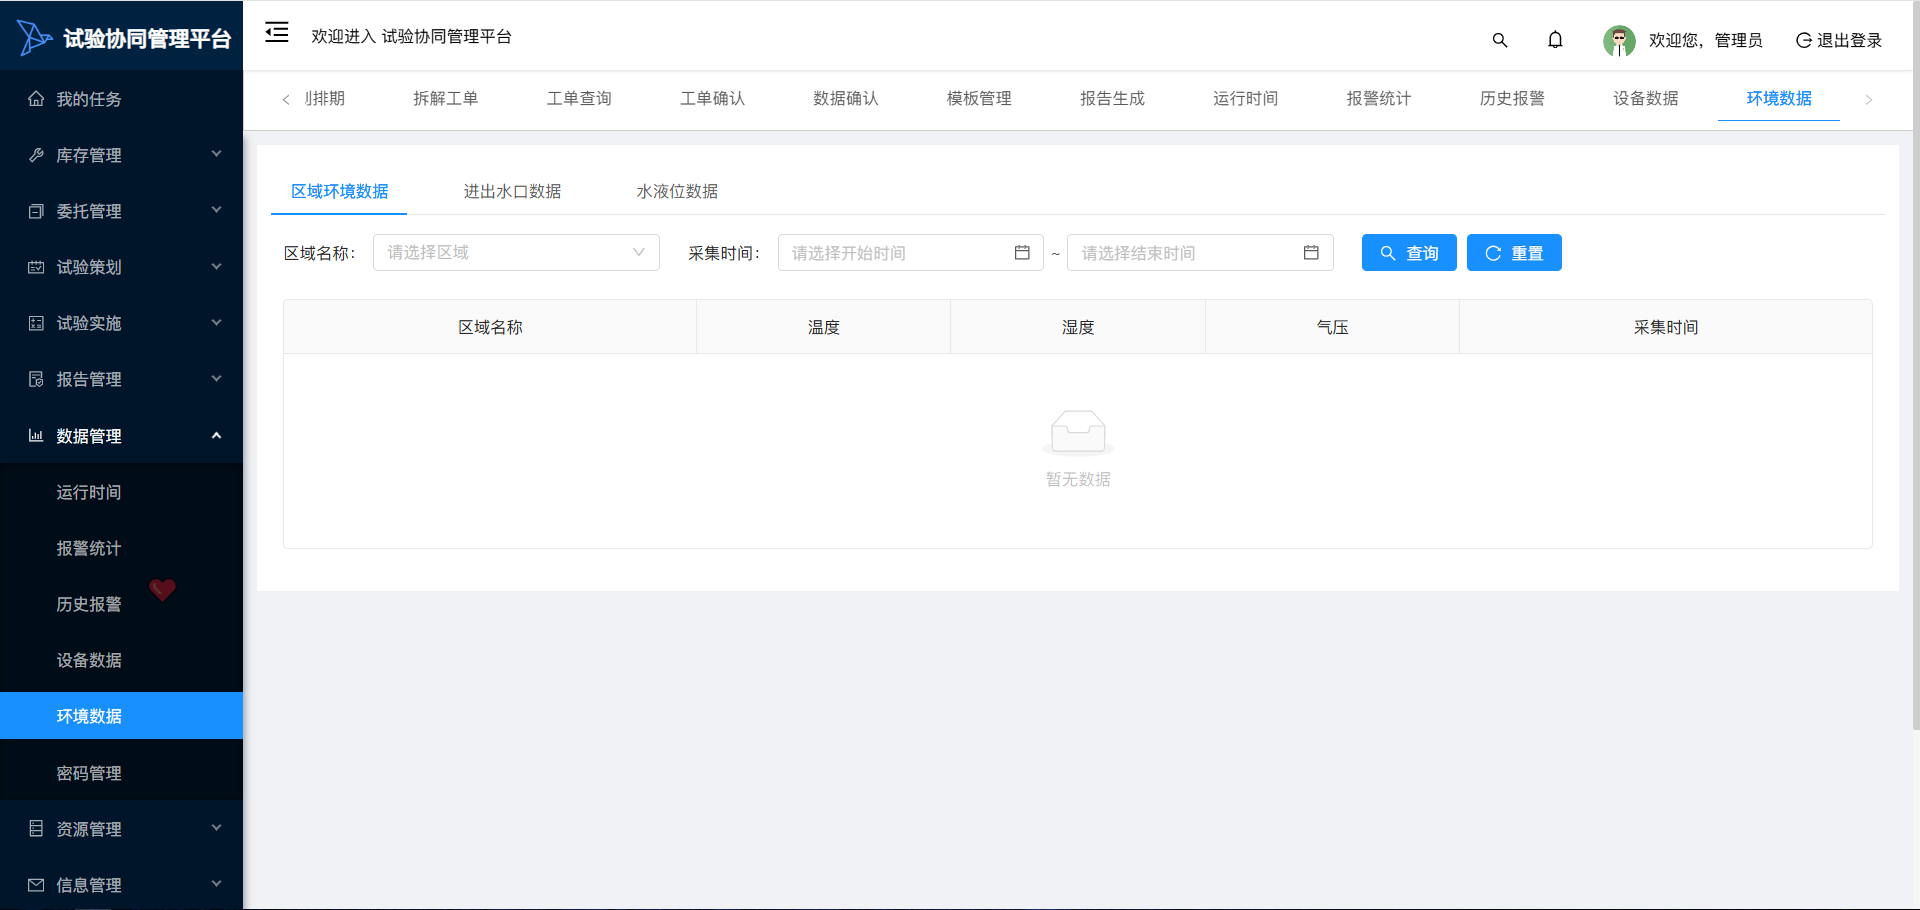 试验协同管理平台
欢迎进入 试验协同管理平台
欢迎您，管理员
退出登录
排期
拆解工单
工单查询
工单确认
数据确认
模板管理
报告生成
运行时间
报警统计
历史报警
设备数据
环境数据
我的任务
库存管理
委托管理
试验策划
试验实施
报告管理
数据管理
运行时间
报警统计
历史报警
设备数据
环境数据
密码管理
资源管理
信息管理
区域环境数据
进出水口数据
水液位数据
区域名称：
请选择区域
采集时间：
请选择开始时间
~
请选择结束时间
查询
重置
区域名称
温度
湿度
气压
采集时间
暂无数据